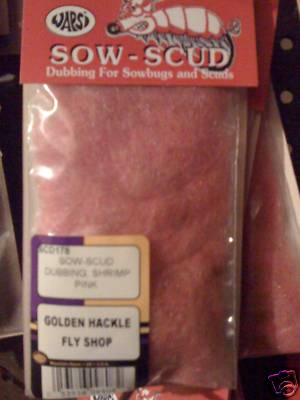 WAPSI
SOW-SCUD
Dubbing For Sowbugs and Scuds
SCD178
SOW-SCUD
DUBBING, SHRIMP
PINK
GOLDEN HACKLE
FLY SHOP